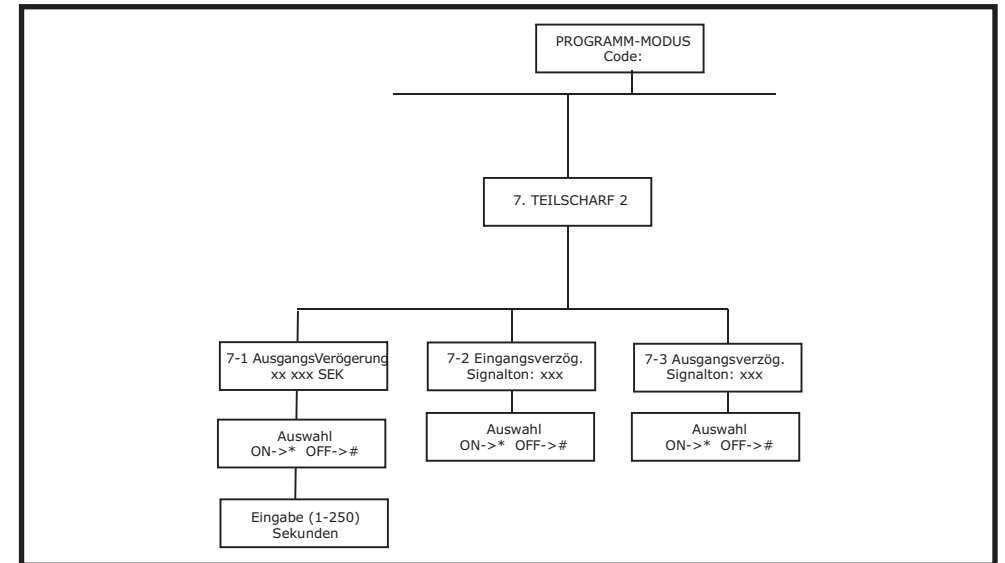 PROGRAMM-MODUS
Code:
7. TEILSCHARF 2
7-1 AusgangsVerögerung
xx xxx SEK
7-2 Eingangsverzög.
Signalton: xxx
7-3 Ausgangsverzög.
Signalton: xxx
Auswahl
ON->* OFF->#
Auswahl
ON->* OFF->#
Auswahl
ON->* OFF->#
Eingabe (1-250)
Sekunden